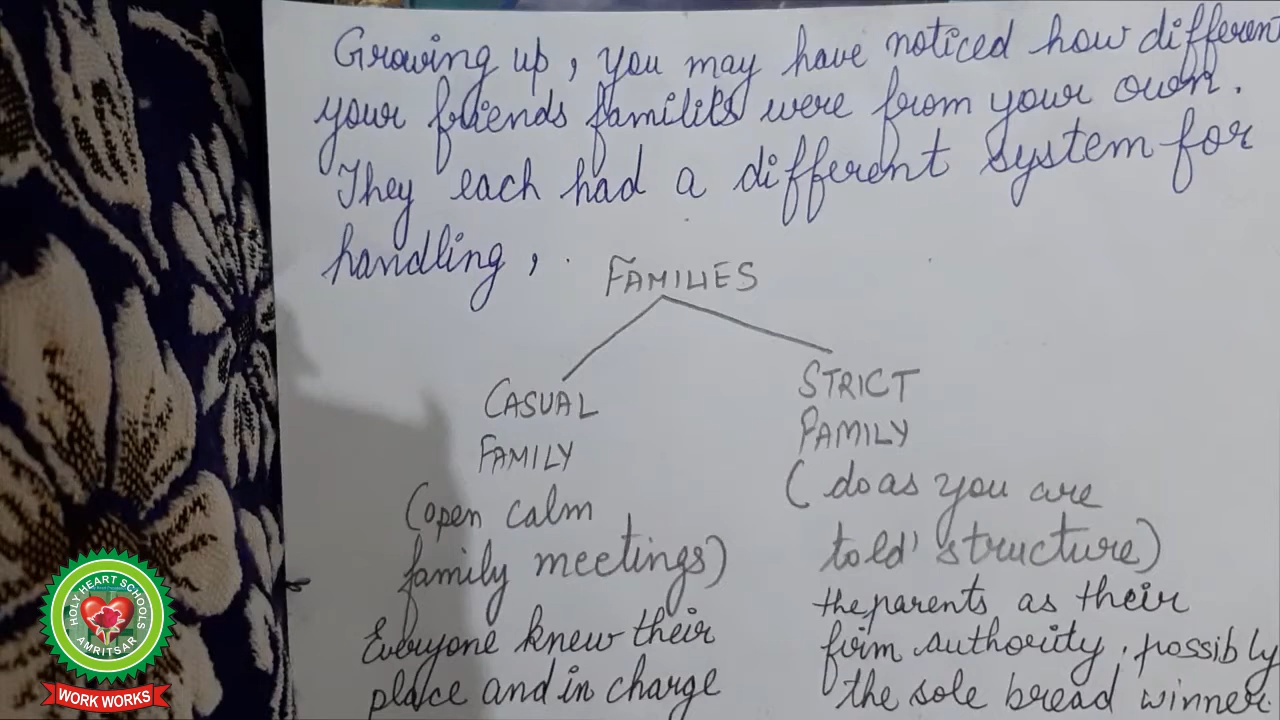 Growing up, you may have noticed how different
your friends families were from your own.
They each had a different system for
handling,
FAMILIES
CASUAL
FAMILY
(open calm
family meetings)
Everyone knew their
place and in charge
STRICT
FAMILY
(do as you are
told' structure)
the parents as their
firm authority, possibly
the sole bread winner
HOLY HEART SCHOOLS
AMRITSAR
WORK WORKS